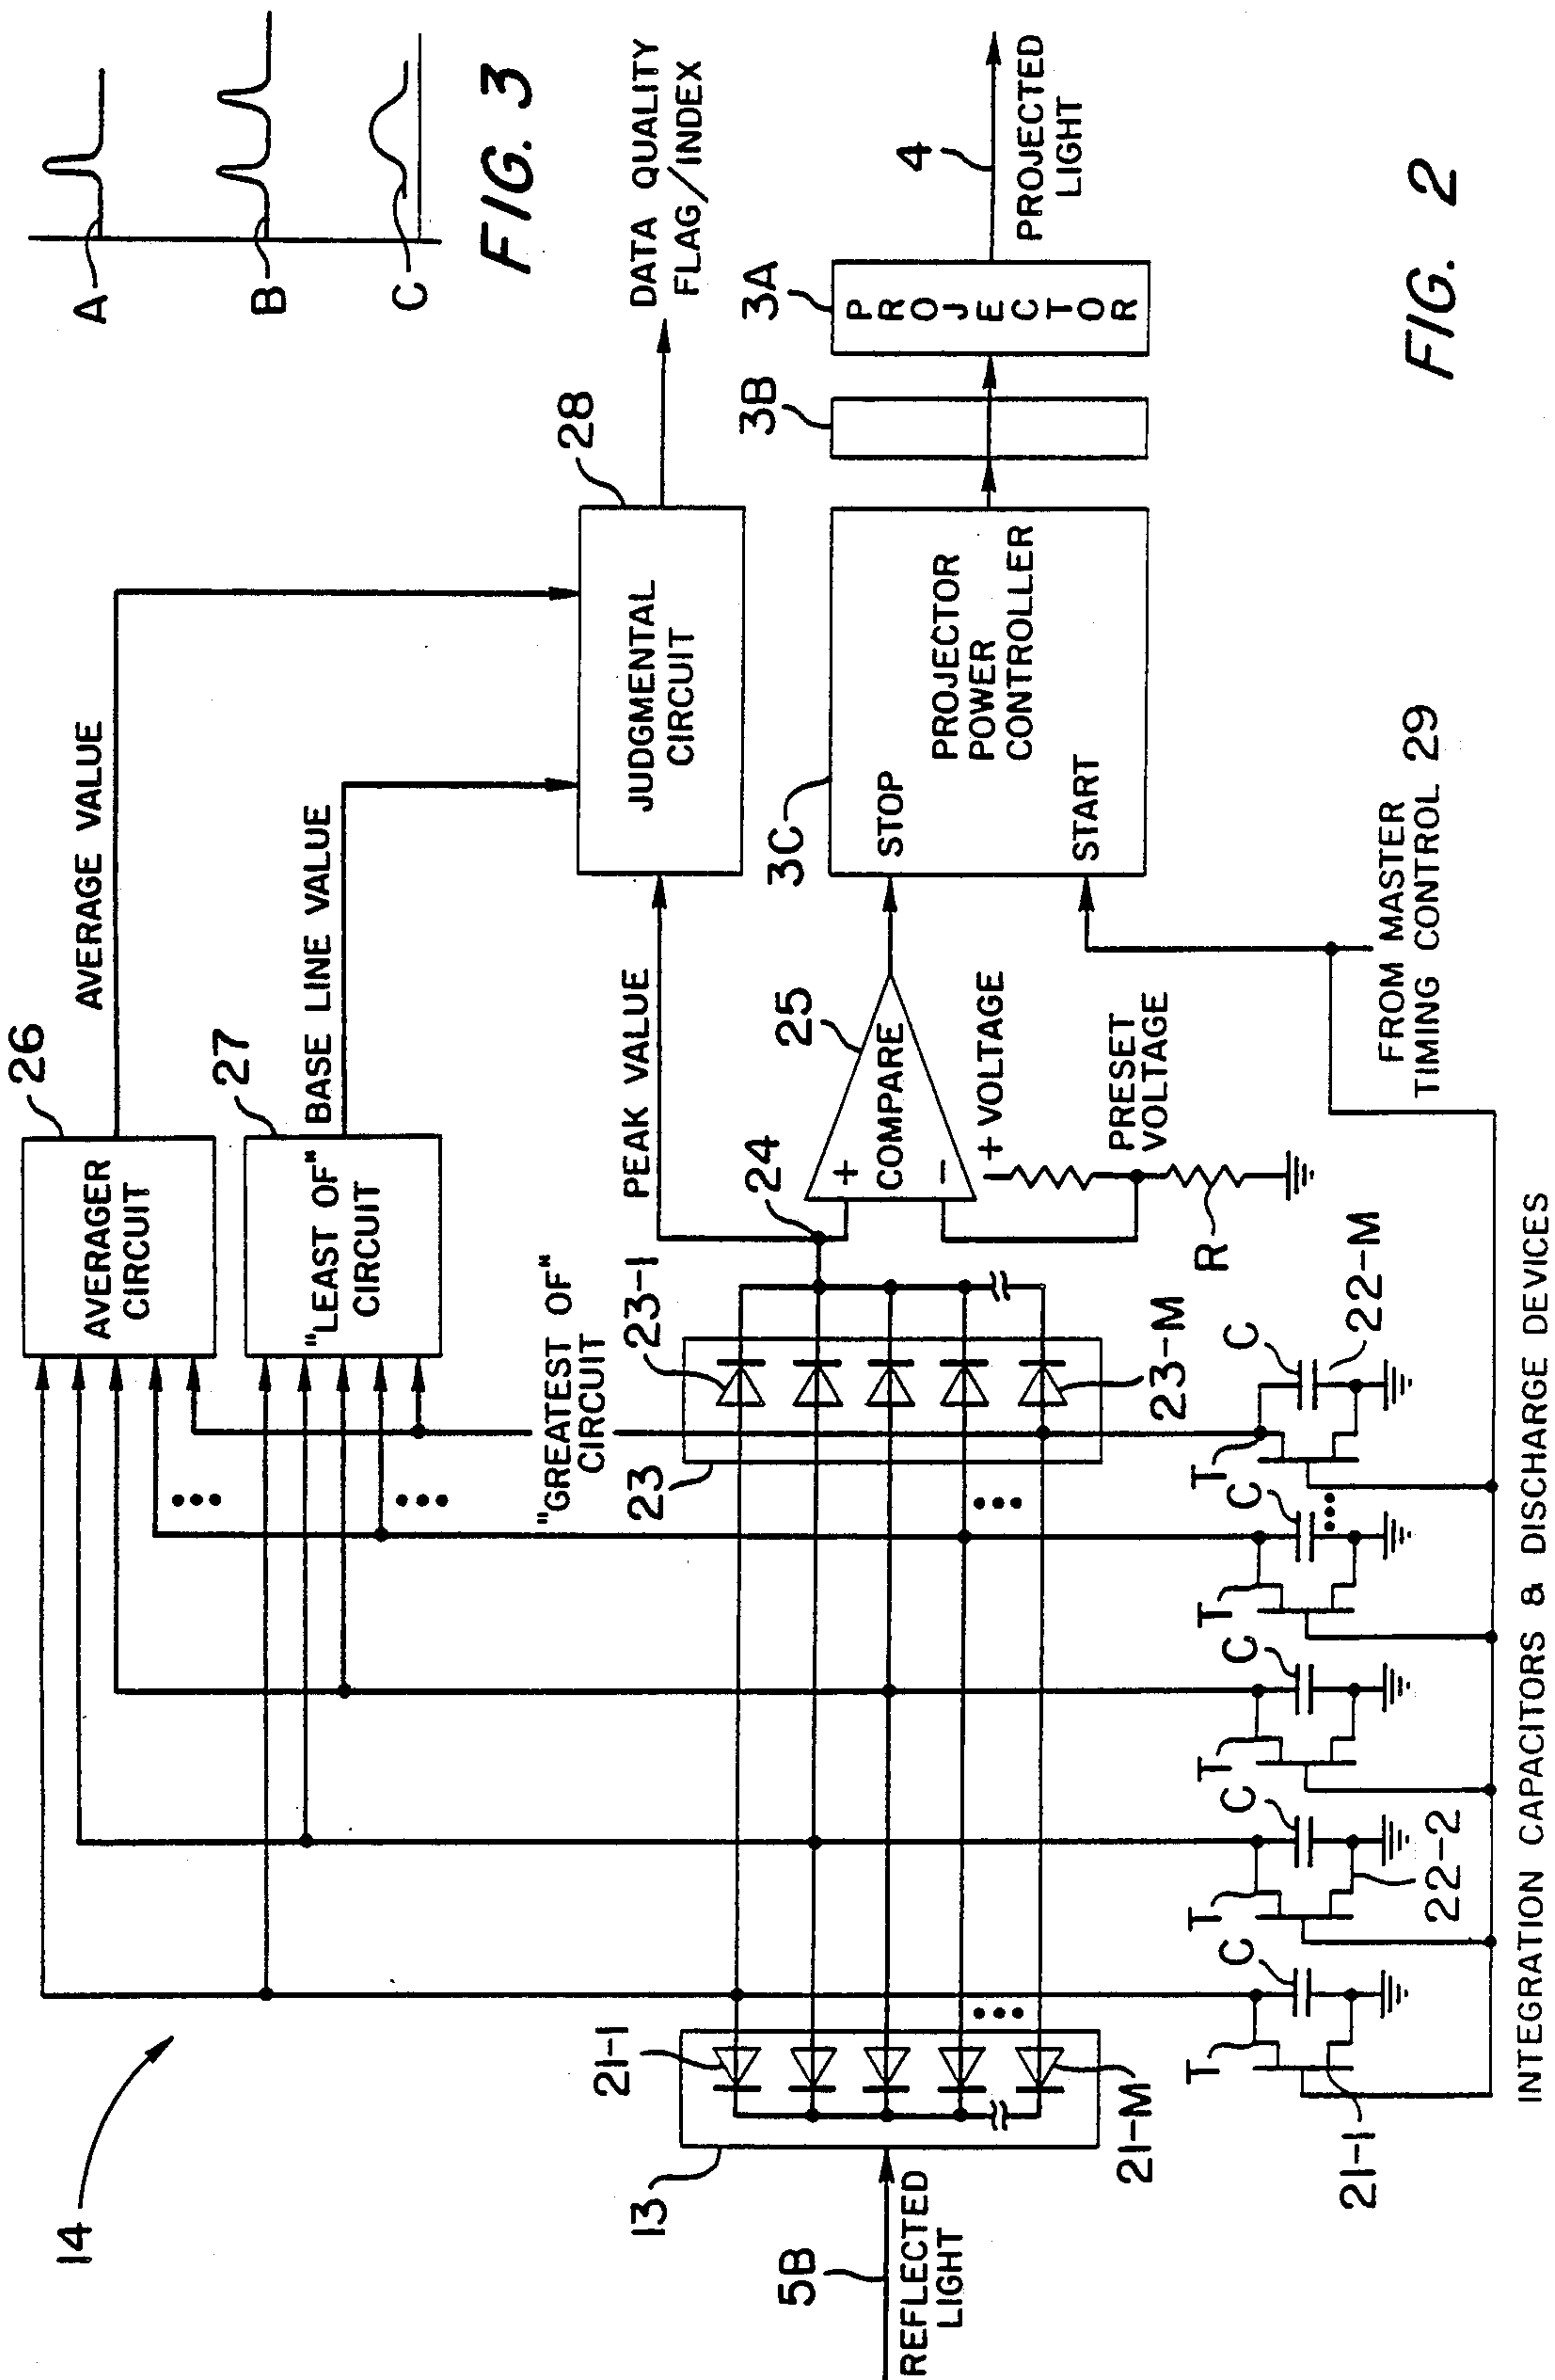 14
26
AVERAGER
CIRCUIT
AVERAGE VALUE
27
"LEAST OF"
CIRCUIT
BASE LINE VALUE
"GREATEST OF"
CIRCUIT
23
23-1
23-M
24
PEAK VALUE
28
JUDGMENTAL
CIRCUIT
DATA QUALITY
FLAG/INDEX
A
B
C
FIG. 3
5B
REFLECTED
LIGHT
13
21-1
21-M
25
+
COMPARE
−
+ VOLTAGE
PRESET
VOLTAGE
R
3C
STOP
PROJECTOR
POWER
CONTROLLER
START
3B
3A
PROJECTOR
4
PROJECTED
LIGHT
FROM MASTER
TIMING CONTROL 29
T
C
T
C
T
C
T
C
T
C
21-1
22-2
22-M
INTEGRATION CAPACITORS & DISCHARGE DEVICES
FIG. 2